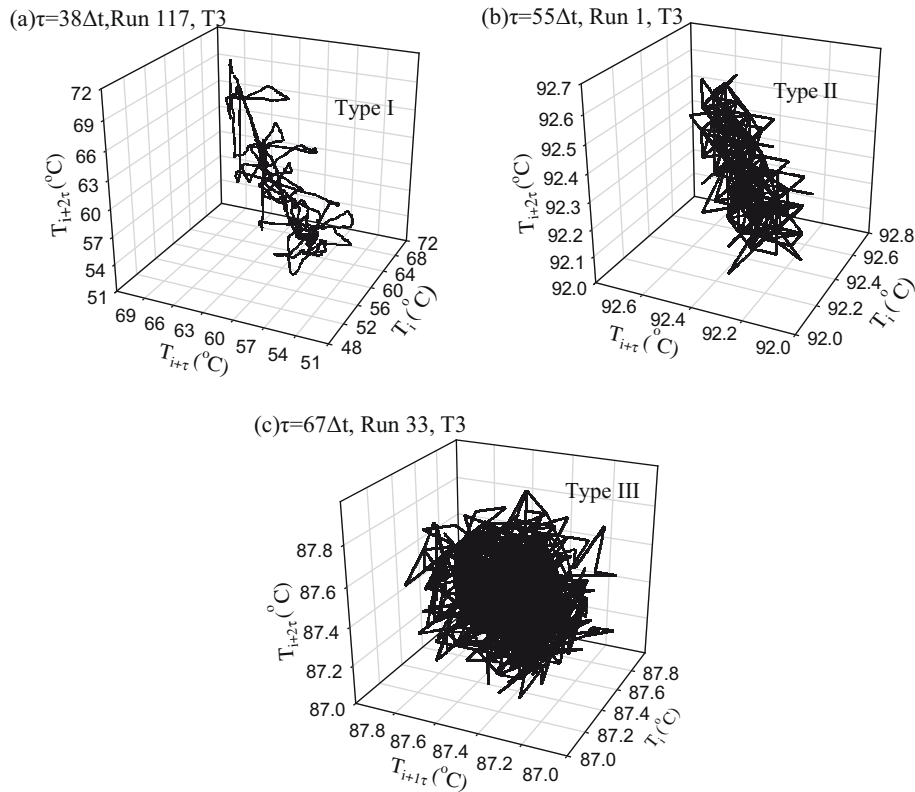 (a)τ=38Δt,Run 117, T3
Type I
72
69
66
63
60
57
54
51
T_{i+2τ} (°C)
69 66 63 60 57 54 51
T_{i+τ} (°C)
72
68
64
60
56
52
48
T_i (°C)
(b)τ=55Δt, Run 1, T3
Type II
92.7
92.6
92.5
92.4
92.3
92.2
92.1
92.0
T_{i+2τ} (°C)
92.6 92.4 92.2 92.0
T_{i+τ} (°C)
92.8
92.6
92.4
92.2
92.0
T_i (°C)
(c)τ=67Δt, Run 33, T3
Type III
87.8
87.6
87.4
87.2
87.0
T_{i+2τ} (°C)
87.8 87.6 87.4 87.2 87.0
T_{i+1τ} (°C)
87.8
87.6
87.4
87.2
87.0
T_i (°C)